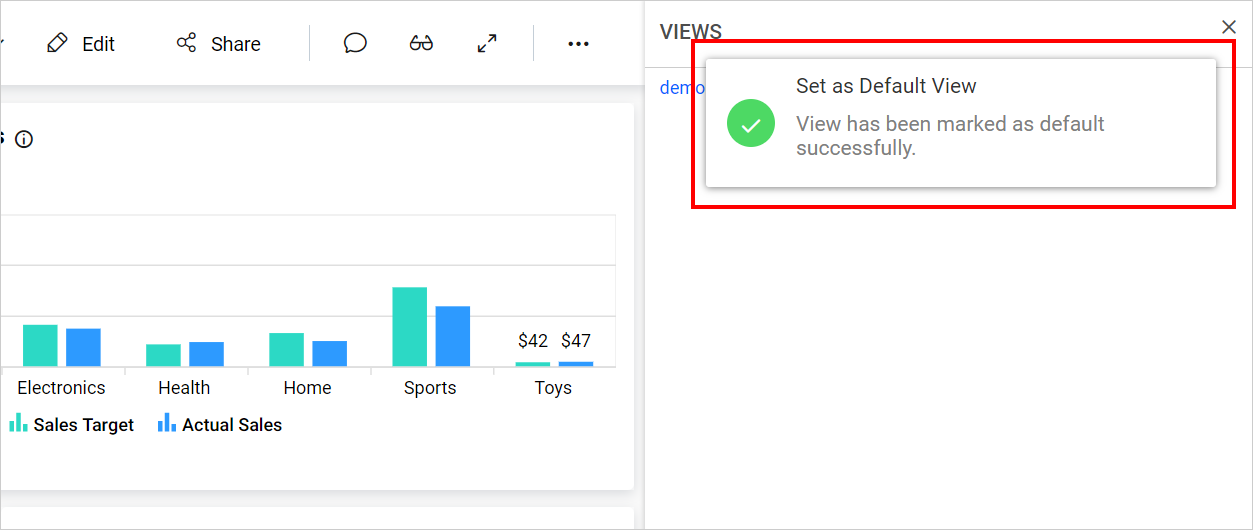 Edit
Share
VIEWS
Set as Default View
View has been marked as default
successfully.
demo
$42 $47
Electronics Health Home Sports Toys
Sales Target Actual Sales